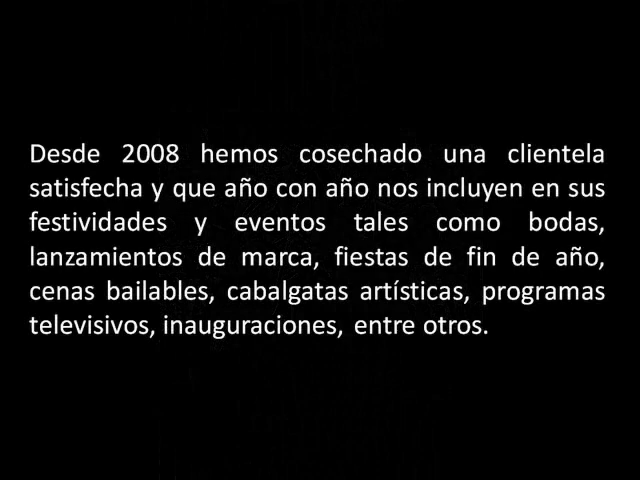 Desde 2008 hemos cosechado una clientela
satisfecha y que año con año nos incluyen en sus
festividades y eventos tales como bodas,
lanzamientos de marca, fiestas de fin de año,
cenas bailables, cabalgatas artísticas, programas
televisivos, inauguraciones, entre otros.